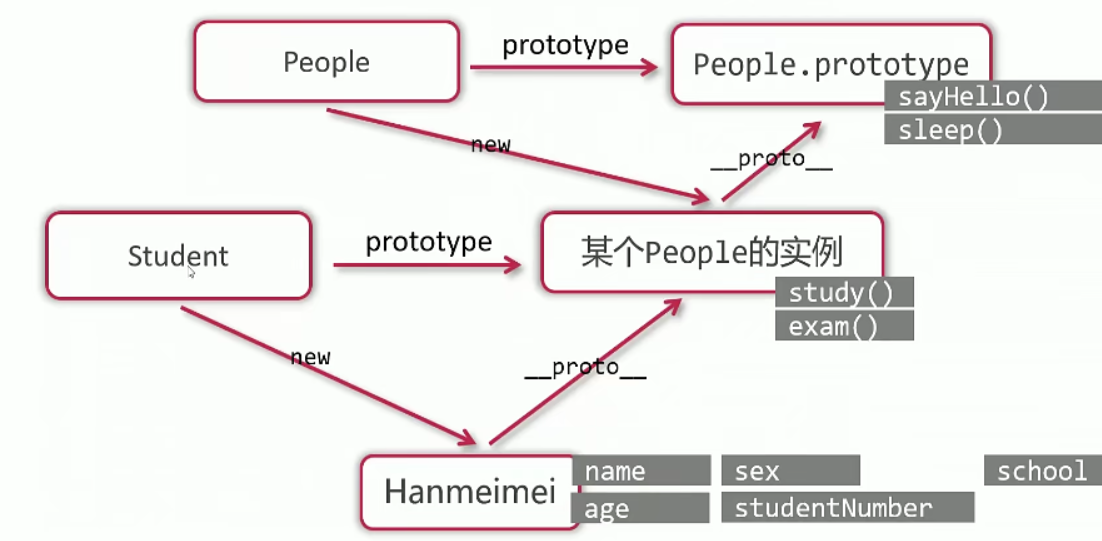 People
prototype
People.prototype
sayHello()
sleep()
new
__proto__
Student
prototype
某个People的实例
study()
exam()
new
__proto__
Hanmeimei
name
sex
school
age
studentNumber